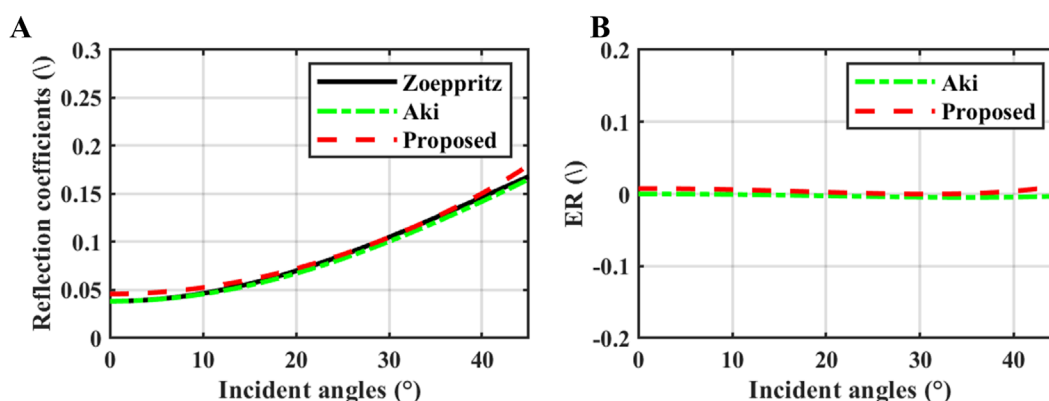 A
Reflection coefficients (\)
0.3
0.25
0.2
0.15
0.1
0.05
0
0 10 20 30 40
Incident angles (°)
Zoeppritz
Aki
Proposed
B
ER (\)
0.2
0.1
0
-0.1
-0.2
0 10 20 30 40
Incident angles (°)
Aki
Proposed